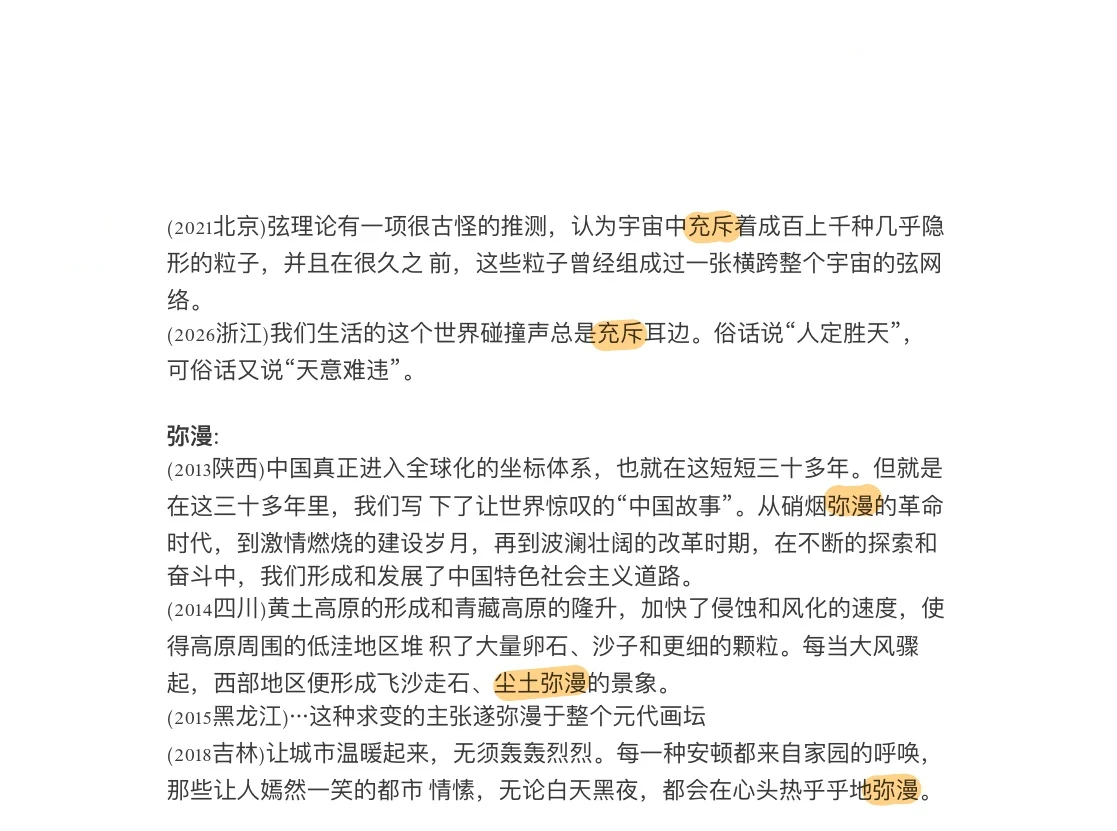 (2021北京)弦理论有一项很古怪的推测，认为宇宙中充斥着成百上千种几乎隐
形的粒子，并且在很久之 前，这些粒子曾经组成过一张横跨整个宇宙的弦网
络。
(2026浙江)我们生活的这个世界碰撞声总是充斥耳边。俗话说“人定胜天”，
可俗话又说“天意难违”。
弥漫:
(2013陕西)中国真正进入全球化的坐标体系，也就在这短短三十多年。但就是
在这三十多年里，我们写 下了让世界惊叹的“中国故事”。从硝烟弥漫的革命
时代，到激情燃烧的建设岁月，再到波澜壮阔的改革时期，在不断的探索和
奋斗中，我们形成和发展了中国特色社会主义道路。
(2014四川)黄土高原的形成和青藏高原的隆升，加快了侵蚀和风化的速度，使
得高原周围的低洼地区堆 积了大量卵石、沙子和更细的颗粒。每当大风骤
起，西部地区便形成飞沙走石、尘土弥漫的景象。
(2015黑龙江)…这种求变的主张遂弥漫于整个元代画坛
(2018吉林)让城市温暖起来，无须轰轰烈烈。每一种安顿都来自家园的呼唤，
那些让人嫣然一笑的都市 情愫，无论白天黑夜，都会在心头热乎乎地弥漫。